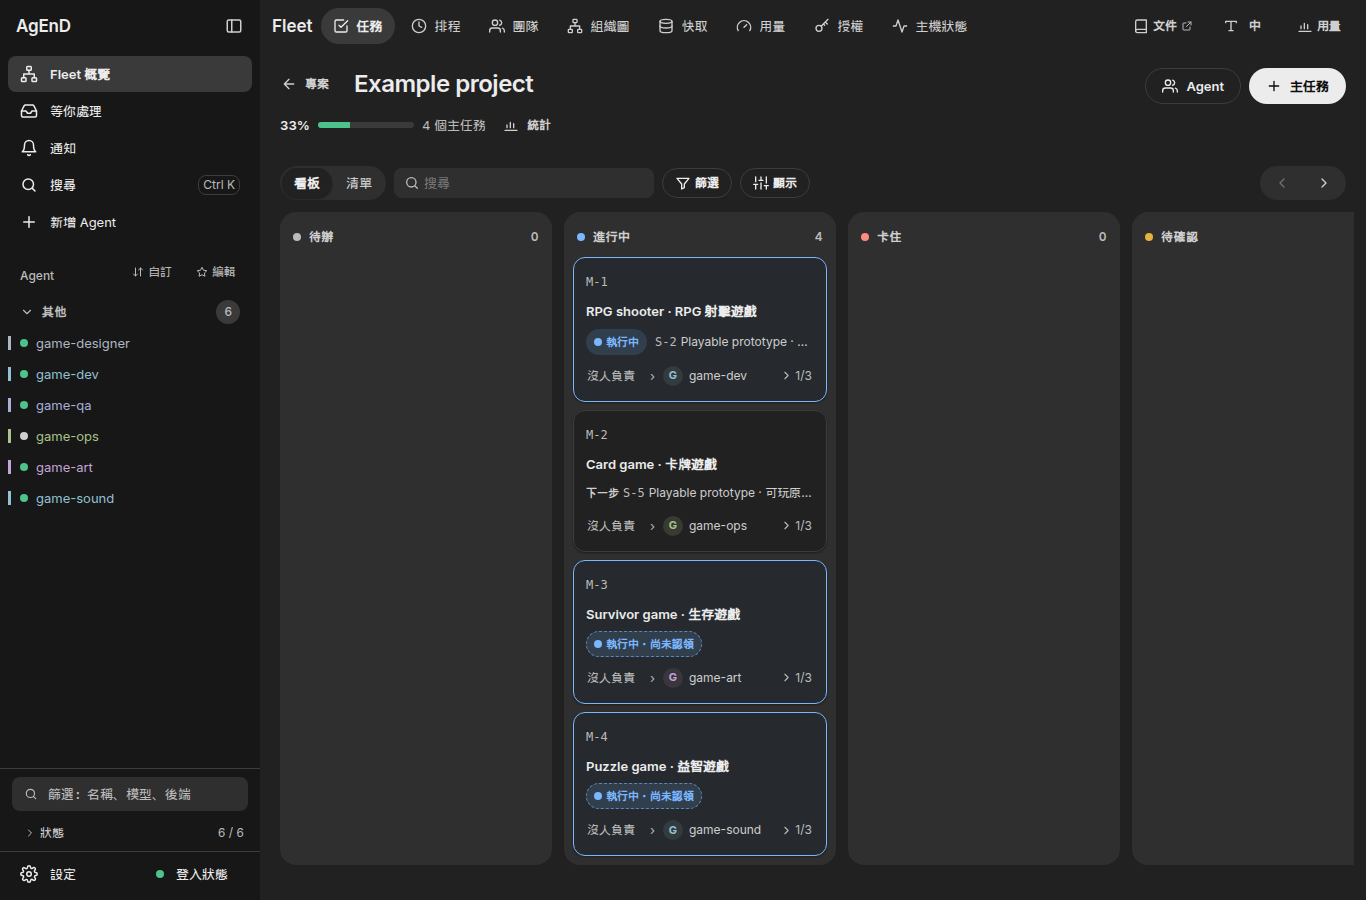 AgEnD
Fleet 概覽
等你處理
通知
搜尋 Ctrl K
新增 Agent
Agent 自訂 編輯
其他 6
game-designer
game-dev
game-qa
game-ops
game-art
game-sound
篩選：名稱、模型、後端
狀態 6 / 6
設定 登入狀態
Fleet 任務 排程 團隊 組織圖 快取 用量 授權 主機狀態 文件 中 用量
專案 Example project Agent 主任務
33% 4 個主任務 統計
看板 清單 搜尋 篩選 顯示
待辦 0
進行中 4
M-1
RPG shooter · RPG 射擊遊戲
執行中 S-2 Playable prototype · ...
沒人負責 › G game-dev 1/3
M-2
Card game · 卡牌遊戲
下一步 S-5 Playable prototype · 可玩原...
沒人負責 › G game-ops 1/3
M-3
Survivor game · 生存遊戲
執行中 · 尚未認領
沒人負責 › G game-art 1/3
M-4
Puzzle game · 益智遊戲
執行中 · 尚未認領
沒人負責 › G game-sound 1/3
卡住 0
待確認